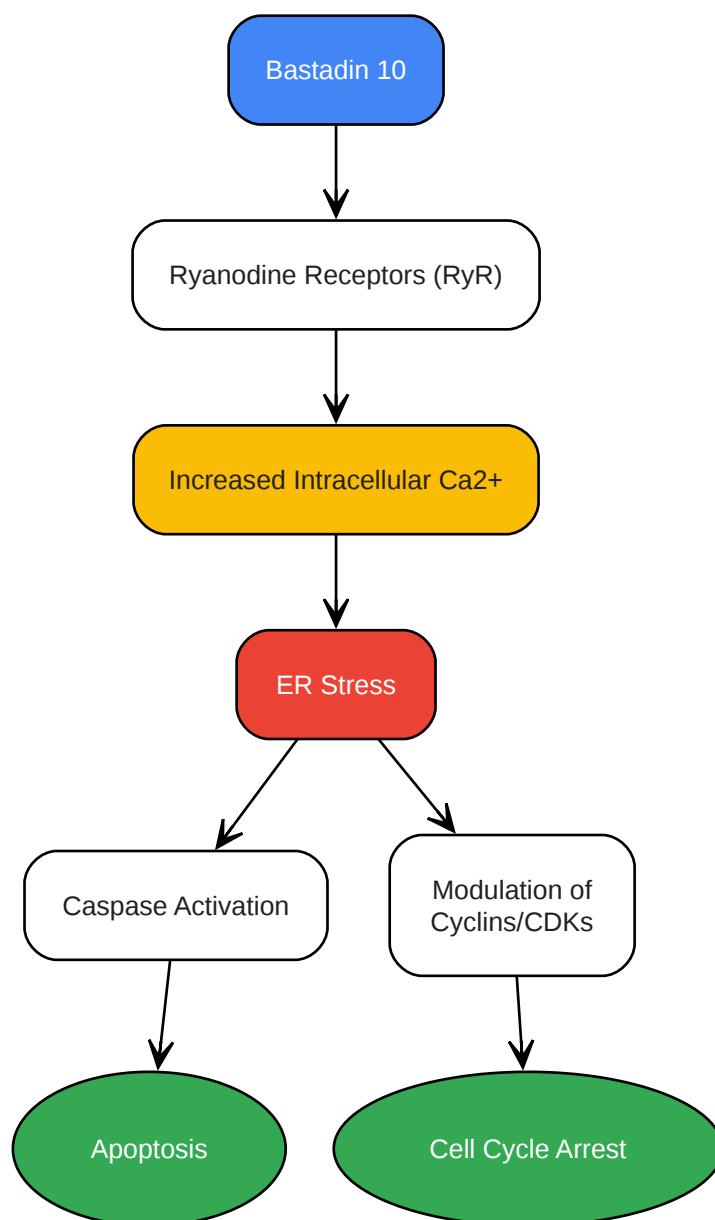 Bastadin 10
Ryanodine Receptors (RyR)
Increased Intracellular Ca2+
ER Stress
Caspase Activation
Modulation of
Cyclins/CDKs
Apoptosis
Cell Cycle Arrest